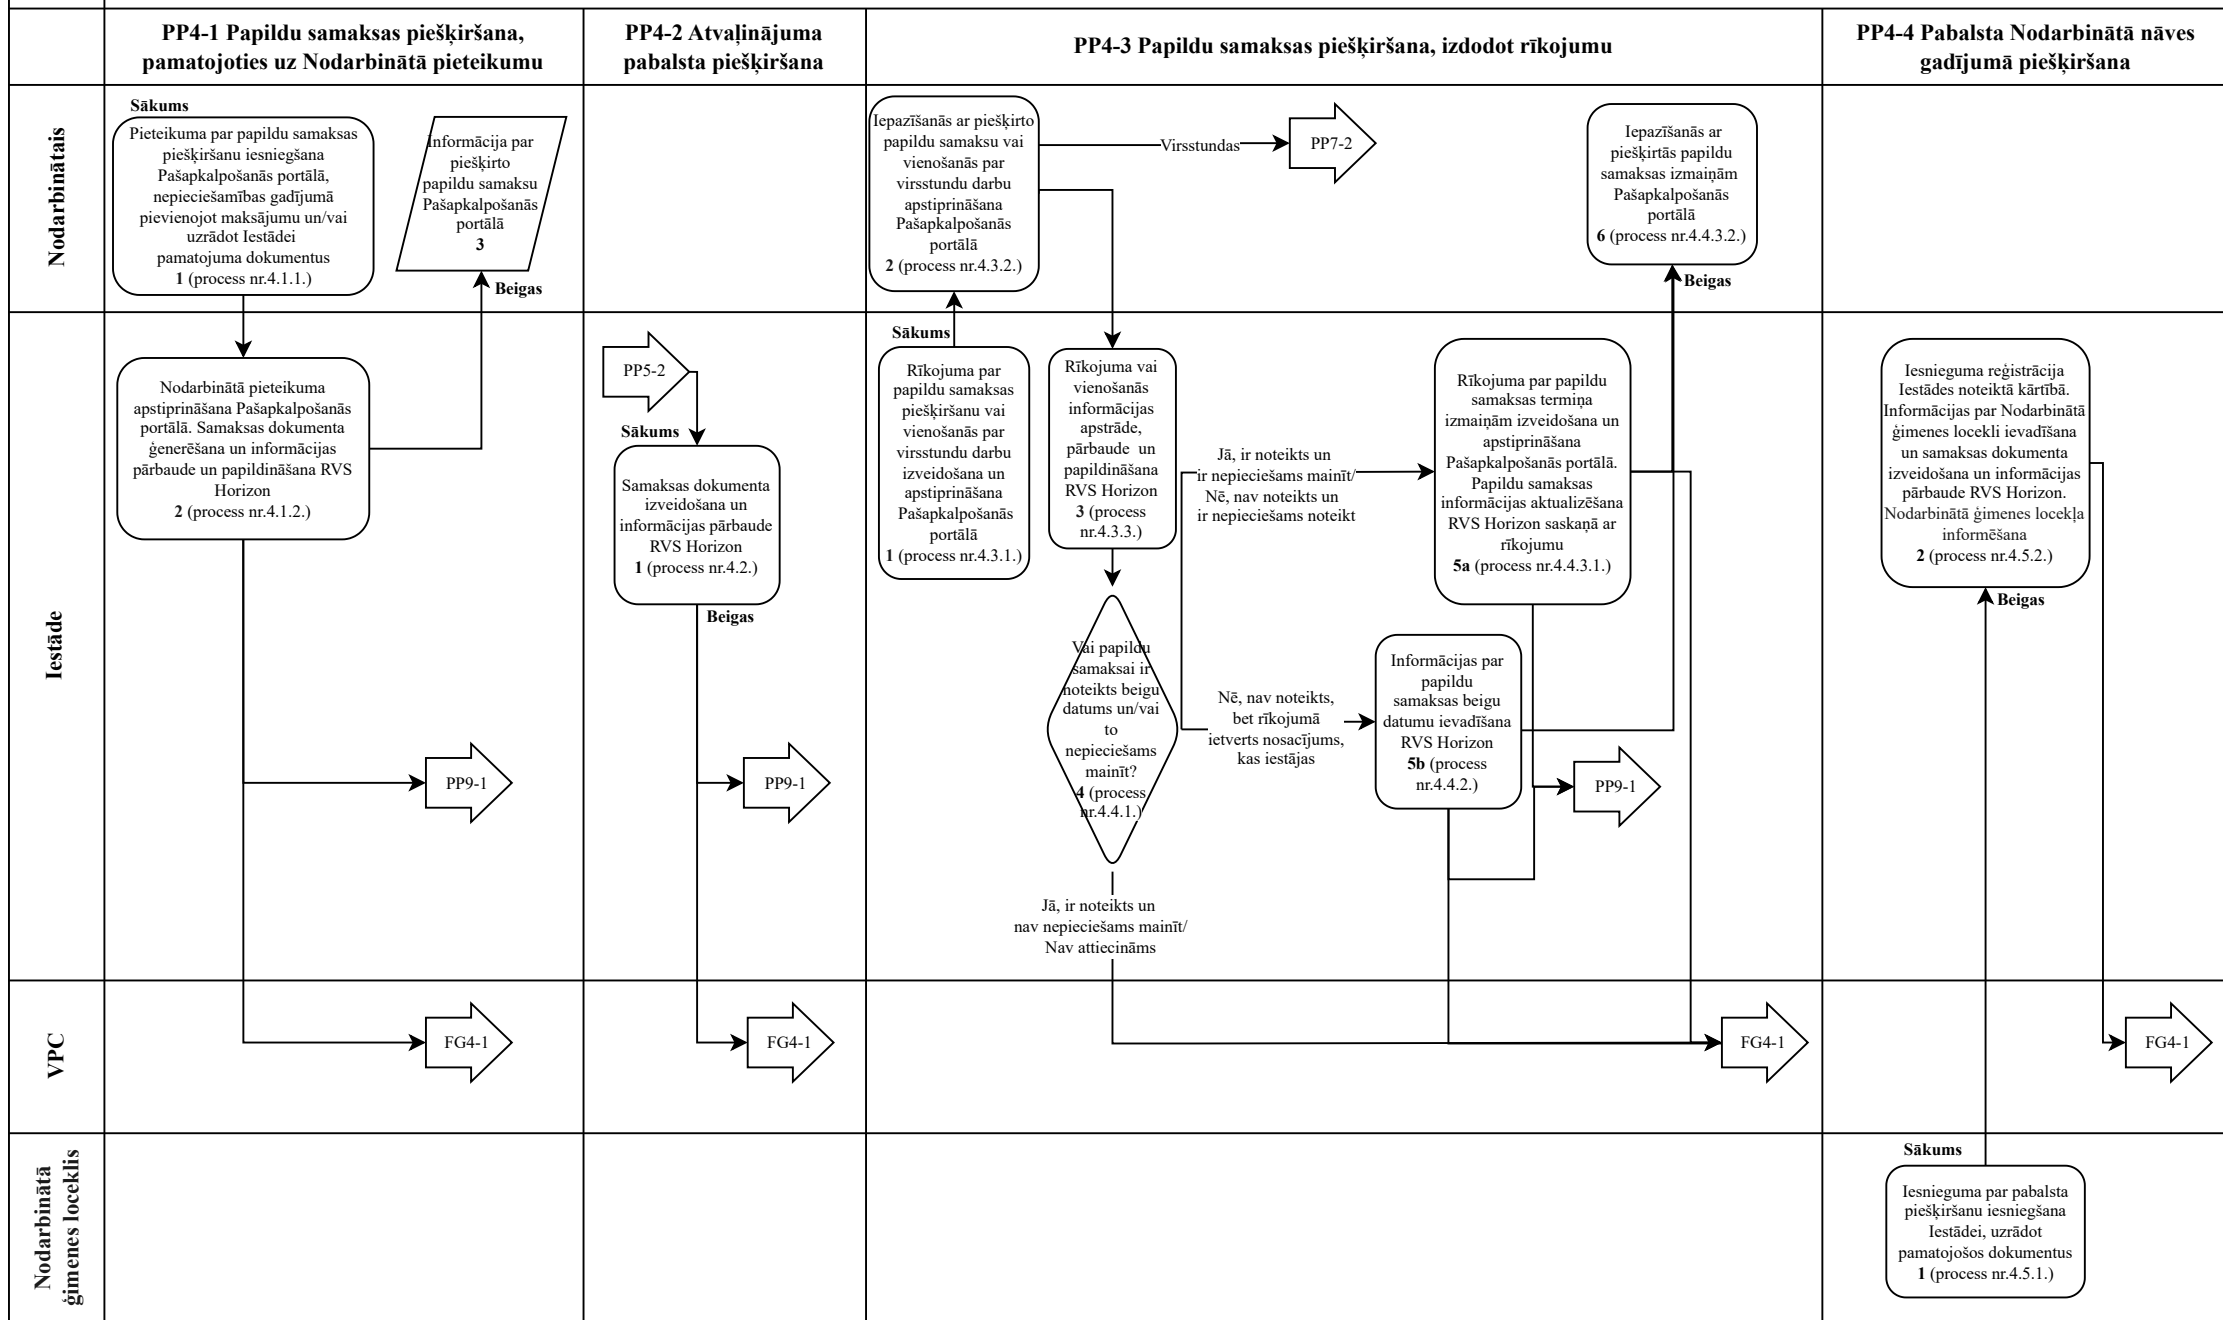 PP4-1 Papildu samaksas piešķiršana,
pamatojoties uz Nodarbinātā pieteikumu
PP4-2 Atvaļinājuma
pabalsta piešķiršana
PP4-3 Papildu samaksas piešķiršana, izdodot rīkojumu
PP4-4 Pabalsta Nodarbinātā nāves
gadījumā piešķiršana
Nodarbinātais
Sākums
Pieteikuma par papildu samaksas
piešķiršanu iesniegšana
Pašapkalpošanās portālā,
nepieciešamības gadījumā
pievienojot maksājumu un/vai
uzrādot Iestādei
pamatojuma dokumentus
1 (process nr.4.1.1.)
Informācija par
piešķirto
papildu samaksu
Pašapkalpošanās
portālā
3
Beigas
Iepazīšanās ar piešķirto
papildu samaksu vai
vienošanās par
virsstundu darbu
apstiprināšana
Pašapkalpošanās
portālā
2 (process nr.4.3.2.)
Virsstundas
PP7-2
Iepazīšanās ar
piešķirtās papildu
samaksas izmaiņām
Pašapkalpošanās
portālā
6 (process nr.4.4.3.2.)
Beigas
Iestāde
Nodarbinātā pieteikuma
apstiprināšana Pašapkalpošanās
portālā. Samaksas dokumenta
ģenerēšana un informācijas
pārbaude un papildināšana RVS
Horizon
2 (process nr.4.1.2.)
PP9-1
PP5-2
Sākums
Samaksas dokumenta
izveidošana un
informācijas pārbaude
RVS Horizon
1 (process nr.4.2.)
Beigas
PP9-1
Sākums
Rīkojuma par
papildu samaksas
piešķiršanu vai
vienošanās par
virsstundu darbu
izveidošana un
apstiprināšana
Pašapkalpošanās
portālā
1 (process nr.4.3.1.)
Rīkojuma vai
vienošanās
informācijas
apstrāde,
pārbaude un
papildināšana
RVS Horizon
3 (process
nr.4.3.3.)
Vai papildu
samaksai ir
noteikts beigu
datums un/vai
to
nepieciešams
mainīt?
4 (process
nr.4.4.1.)
Jā, ir noteikts un
ir nepieciešams mainīt/
Nē, nav noteikts un
ir nepieciešams noteikt
Nē, nav noteikts,
bet rīkojumā
ietverts nosacījums,
kas iestājas
Jā, ir noteikts un
nav nepieciešams mainīt/
Nav attiecināms
Rīkojuma par papildu
samaksas termiņa
izmaiņām izveidošana un
apstiprināšana
Pašapkalpošanās portālā.
Papildu samaksas
informācijas aktualizēšana
RVS Horizon saskaņā ar
rīkojumu
5a (process nr.4.4.3.1.)
Informācijas par
papildu
samaksas beigu
datumu ievadīšana
RVS Horizon
5b (process
nr.4.4.2.)
PP9-1
Iesnieguma reģistrācija
Iestādes noteiktā kārtībā.
Informācijas par Nodarbinātā
ģimenes locekli ievadīšana
un samaksas dokumenta
izveidošana un informācijas
pārbaude RVS Horizon.
Nodarbinātā ģimenes locekļa
informēšana
2 (process nr.4.5.2.)
Beigas
VPC
FG4-1
FG4-1
FG4-1
FG4-1
Nodarbinātā
ģimenes loceklis
Sākums
Iesnieguma par pabalsta
piešķiršanu iesniegšana
Iestādei, uzrādot
pamatojošos dokumentus
1 (process nr.4.5.1.)